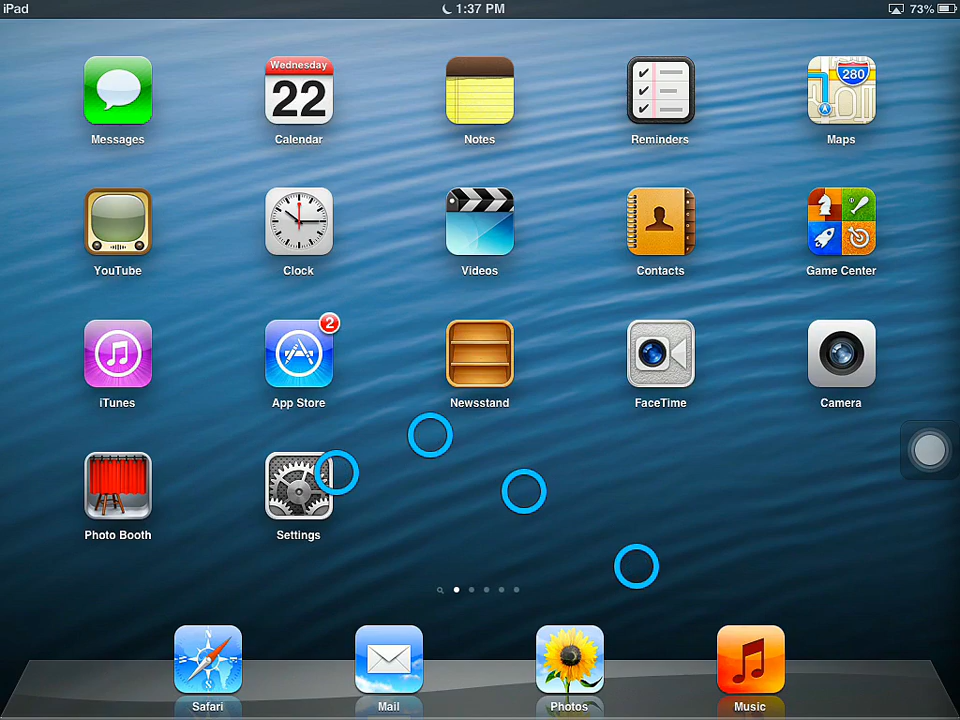 iPad 1:37 PM 73%
Wednesday
22
280
Messages Calendar Notes Reminders Maps
YouTube Clock Videos Contacts Game Center
2
iTunes App Store Newsstand FaceTime Camera
Photo Booth Settings
N
S
Safari Mail Photos Music